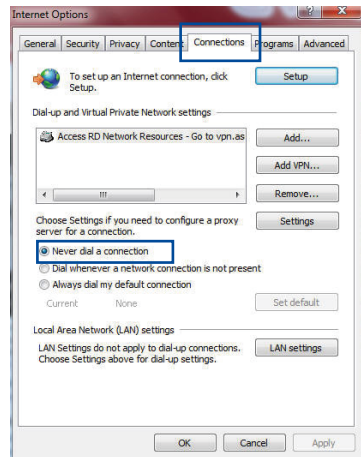 Internet Options
General Security Privacy Content Connections Programs Advanced
To set up an Internet connection, click
Setup.
Setup
Dial-up and Virtual Private Network settings
Access RD Network Resources - Go to vpn.as
Add...
Add VPN...
Remove...
Choose Settings if you need to configure a proxy
server for a connection.
Settings
Never dial a connection
Dial whenever a network connection is not present
Always dial my default connection
Current None
Set default
Local Area Network (LAN) settings
LAN Settings do not apply to dial-up connections.
Choose Settings above for dial-up settings.
LAN settings
OK Cancel Apply